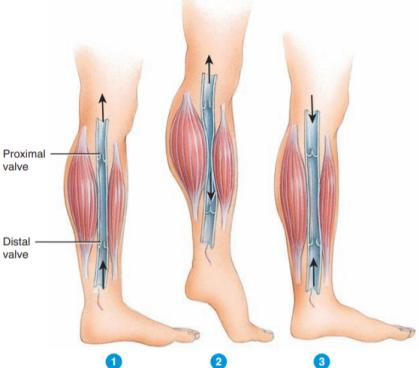 Proximal
valve
Distal
valve
1
2
3